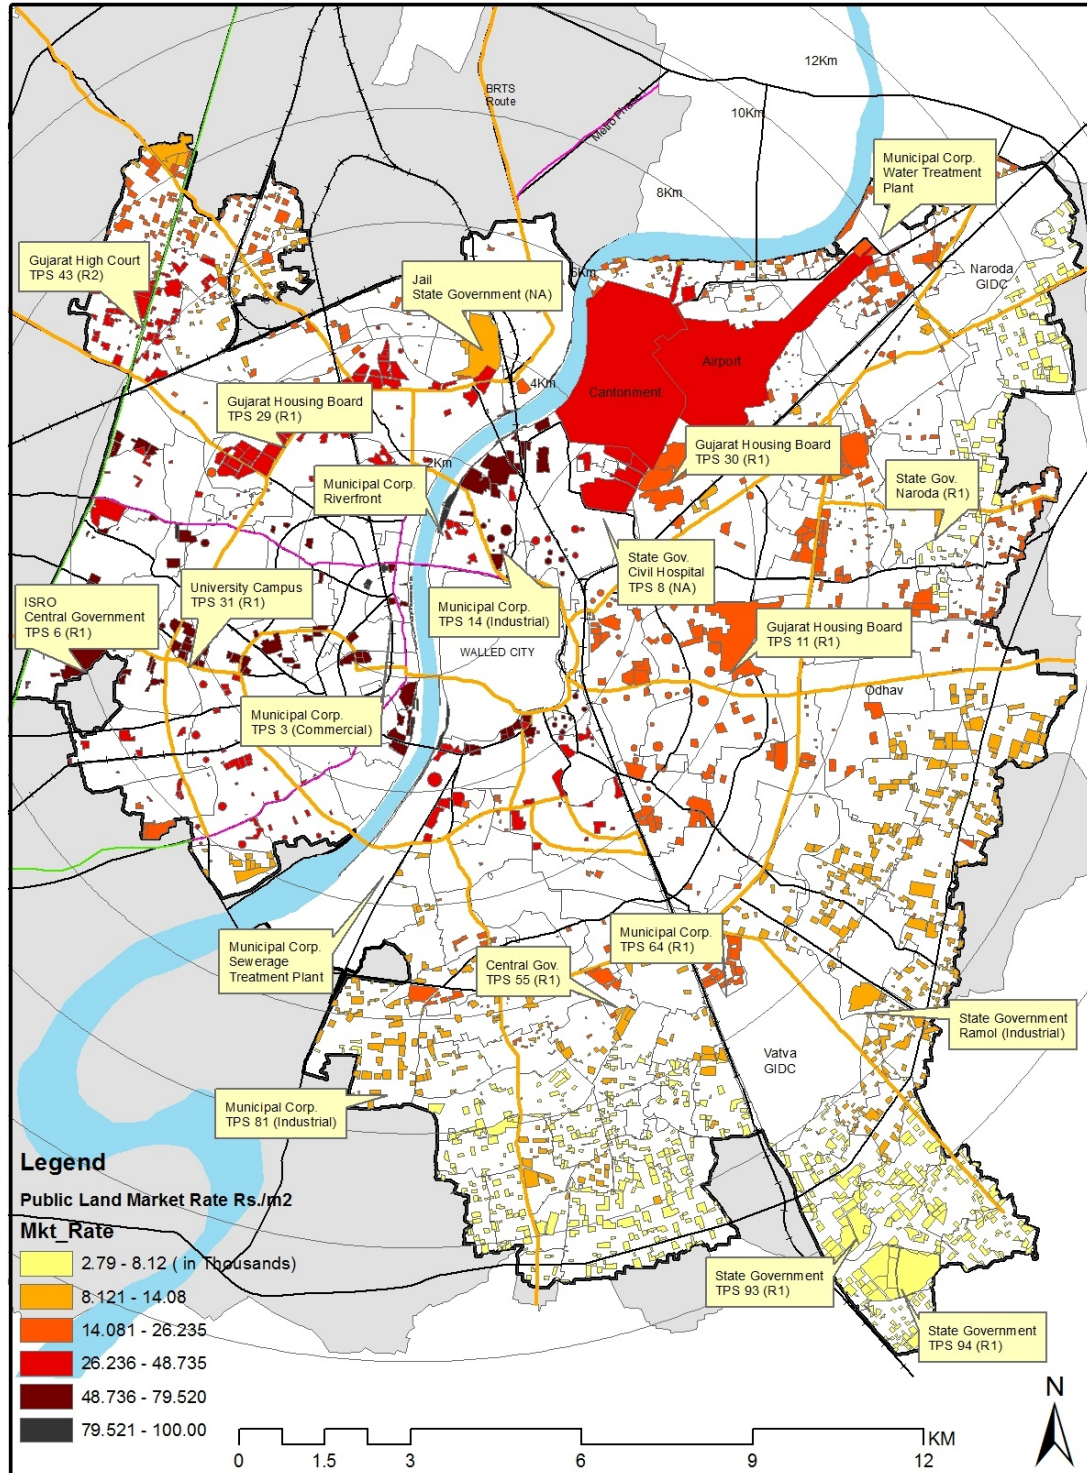 12Km
BRTS
Route
Metro Phase I
10Km
Municipal Corp.
Water Treatment
Plant
8Km
Gujarat High Court
TPS 43 (R2)
Jail
State Government (NA)
6Km
Naroda
GIDC
Airport
4Km
Cantonment
Gujarat Housing Board
TPS 29 (R1)
Gujarat Housing Board
TPS 30 (R1)
2Km
Municipal Corp.
Riverfront
State Gov.
Naroda (R1)
State Gov.
Civil Hospital
TPS 8 (NA)
ISRO
Central Government
TPS 6 (R1)
University Campus
TPS 31 (R1)
Municipal Corp.
TPS 14 (Industrial)
Gujarat Housing Board
TPS 11 (R1)
WALLED CITY
Odhav
Municipal Corp.
TPS 3 (Commercial)
Municipal Corp.
Sewerage
Treatment Plant
Municipal Corp.
TPS 64 (R1)
Central Gov.
TPS 55 (R1)
State Government
Ramol (Industrial)
Vatva
GIDC
Municipal Corp.
TPS 81 (Industrial)
State Government
TPS 93 (R1)
State Government
TPS 94 (R1)
Legend
Public Land Market Rate Rs./m2
Mkt_Rate
2.79 - 8.12 ( in Thousands)
8.121 - 14.08
14.081 - 26.235
26.236 - 48.735
48.736 - 79.520
79.521 - 100.00
N
KM
0 1.5 3 6 9 12